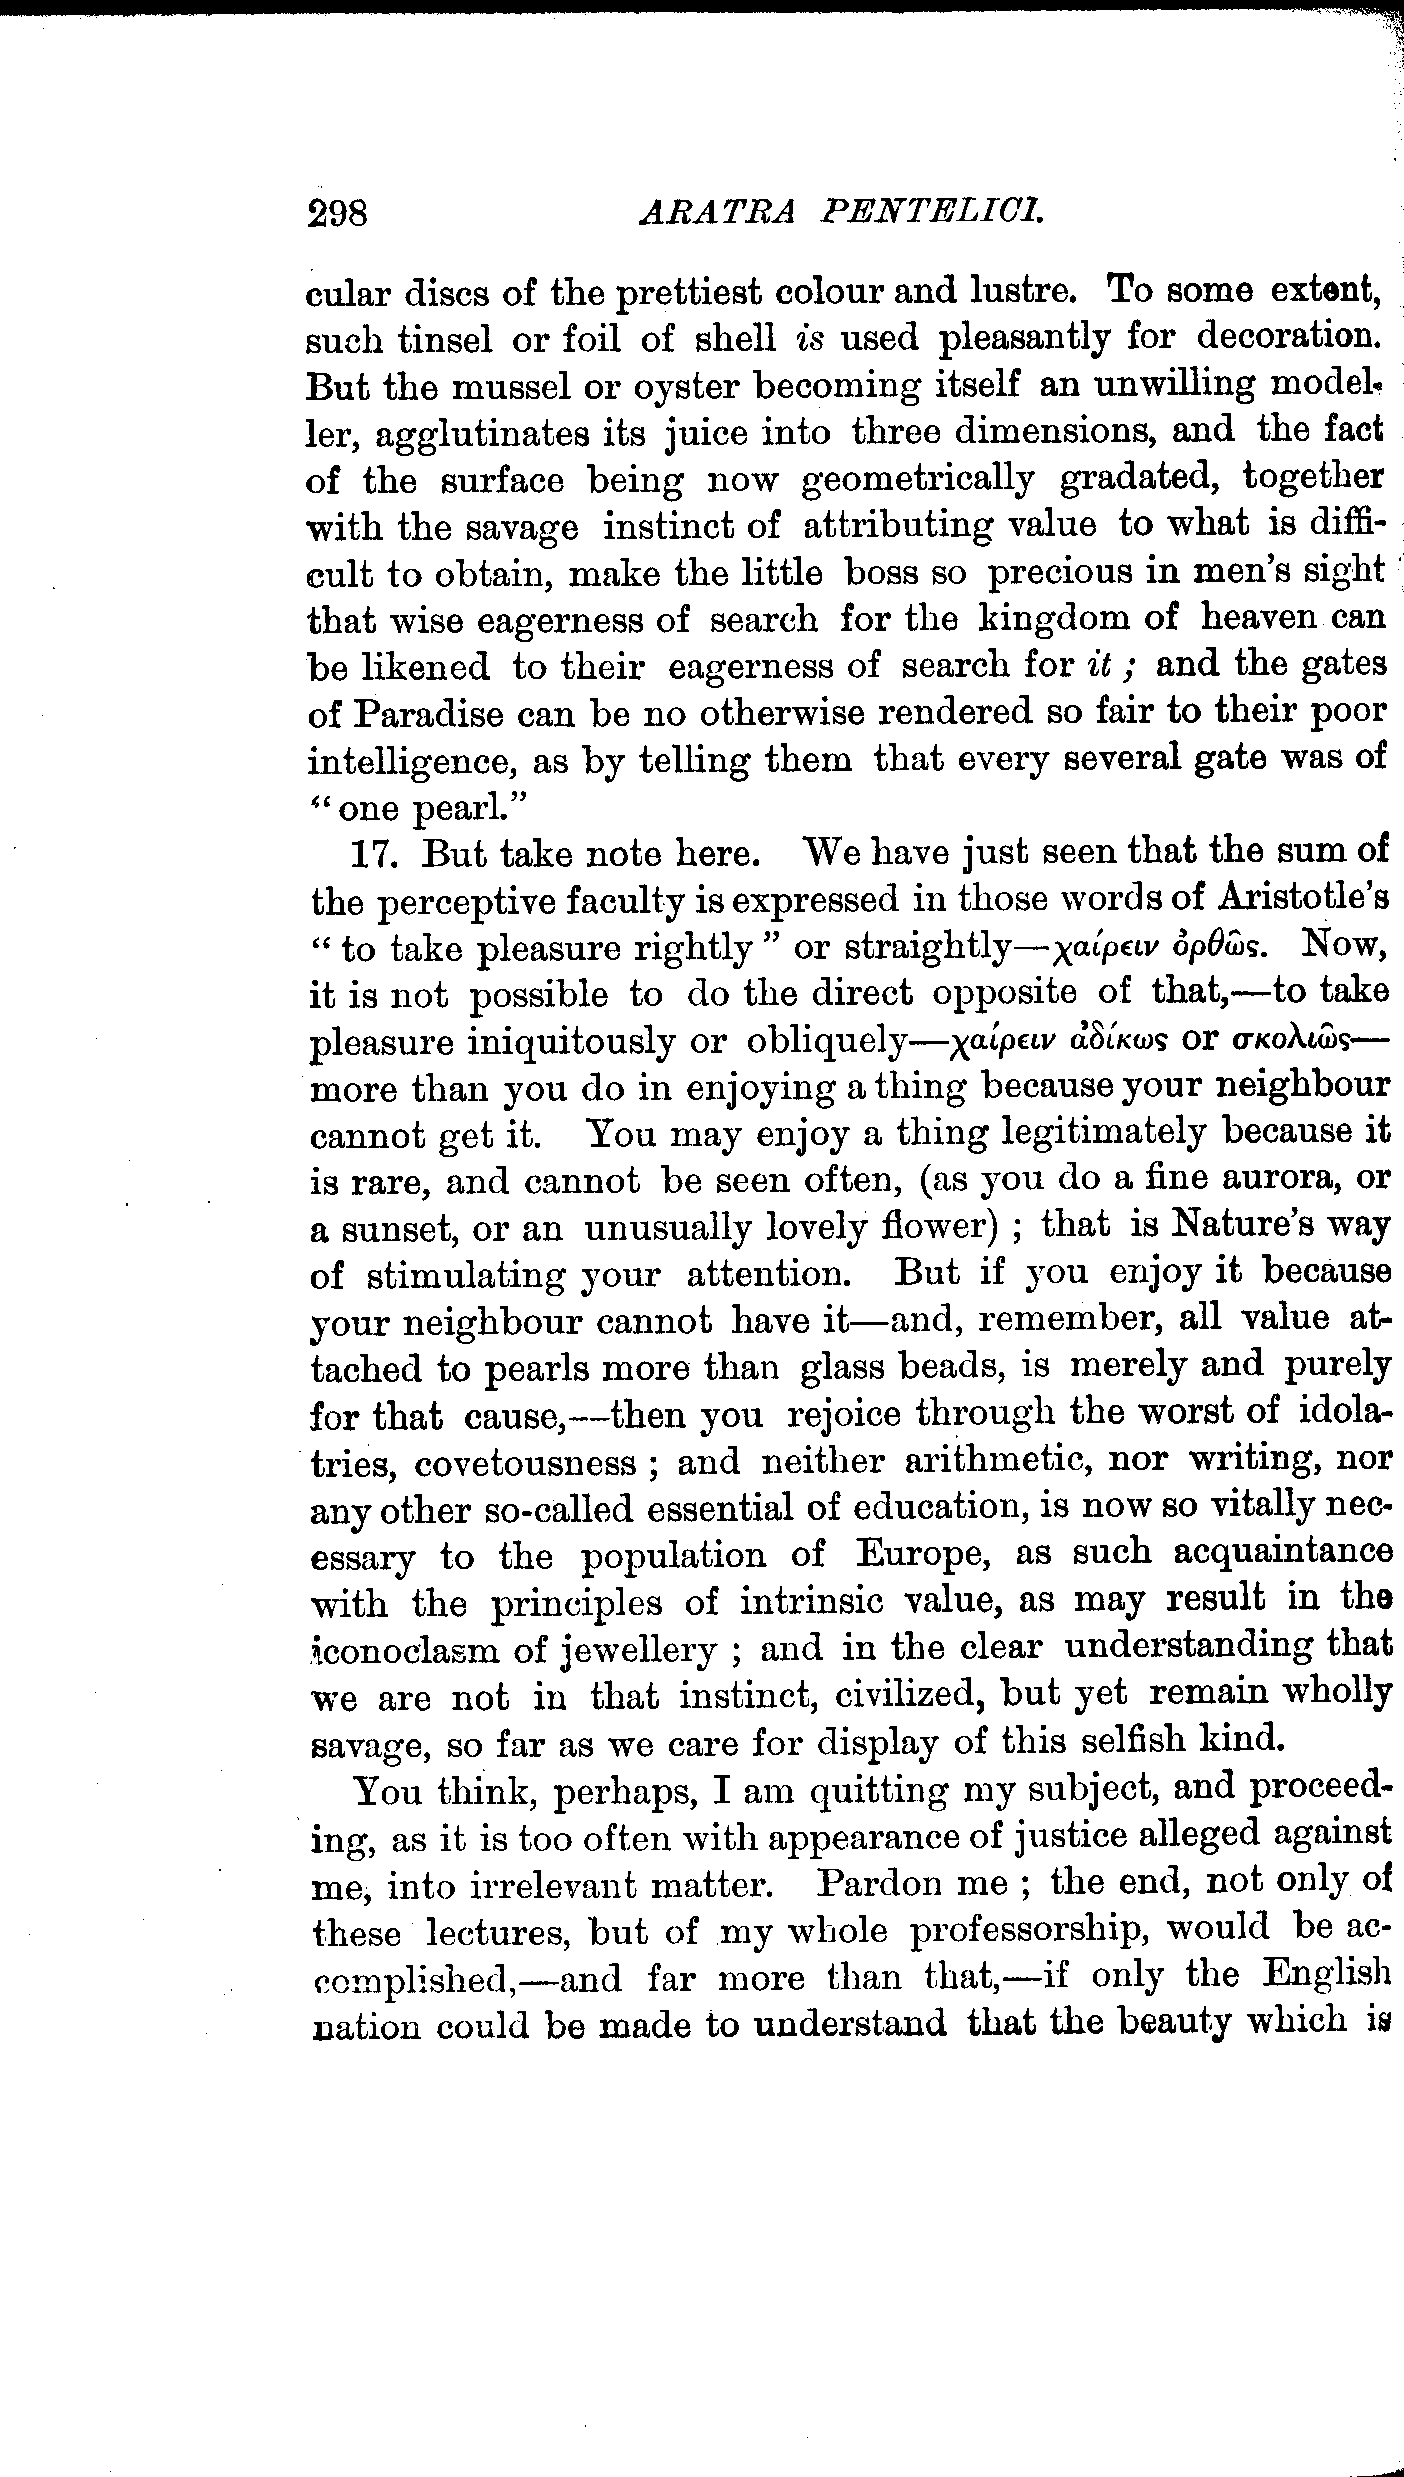 298 ARATRA PENTELICI.
cular discs of the prettiest colour and lustre. To some extent,
such tinsel or foil of shell is used pleasantly for decoration.
But the mussel or oyster becoming itself an unwilling model-
ler, agglutinates its juice into three dimensions, and the fact
of the surface being now geometrically gradated, together
with the savage instinct of attributing value to what is diffi-
cult to obtain, make the little boss so precious in men's sight
that wise eagerness of search for the kingdom of heaven can
be likened to their eagerness of search for it ; and the gates
of Paradise can be no otherwise rendered so fair to their poor
intelligence, as by telling them that every several gate was of
“one pearl.”
17. But take note here. We have just seen that the sum of
the perceptive faculty is expressed in those words of Aristotle's
“ to take pleasure rightly ” or straightly—χαίρειν ὀρθῶς. Now,
it is not possible to do the direct opposite of that,—to take
pleasure iniquitously or obliquely—χαίρειν ἀδίκως or σκολιῶς—
more than you do in enjoying a thing because your neighbour
cannot get it. You may enjoy a thing legitimately because it
is rare, and cannot be seen often, (as you do a fine aurora, or
a sunset, or an unusually lovely flower) ; that is Nature's way
of stimulating your attention. But if you enjoy it because
your neighbour cannot have it—and, remember, all value at-
tached to pearls more than glass beads, is merely and purely
for that cause,—then you rejoice through the worst of idola-
tries, covetousness ; and neither arithmetic, nor writing, nor
any other so-called essential of education, is now so vitally nec-
essary to the population of Europe, as such acquaintance
with the principles of intrinsic value, as may result in the
iconoclasm of jewellery ; and in the clear understanding that
we are not in that instinct, civilized, but yet remain wholly
savage, so far as we care for display of this selfish kind.
You think, perhaps, I am quitting my subject, and proceed-
ing, as it is too often with appearance of justice alleged against
me, into irrelevant matter. Pardon me ; the end, not only of
these lectures, but of my whole professorship, would be ac-
complished,—and far more than that,—if only the English
nation could be made to understand that the beauty which is